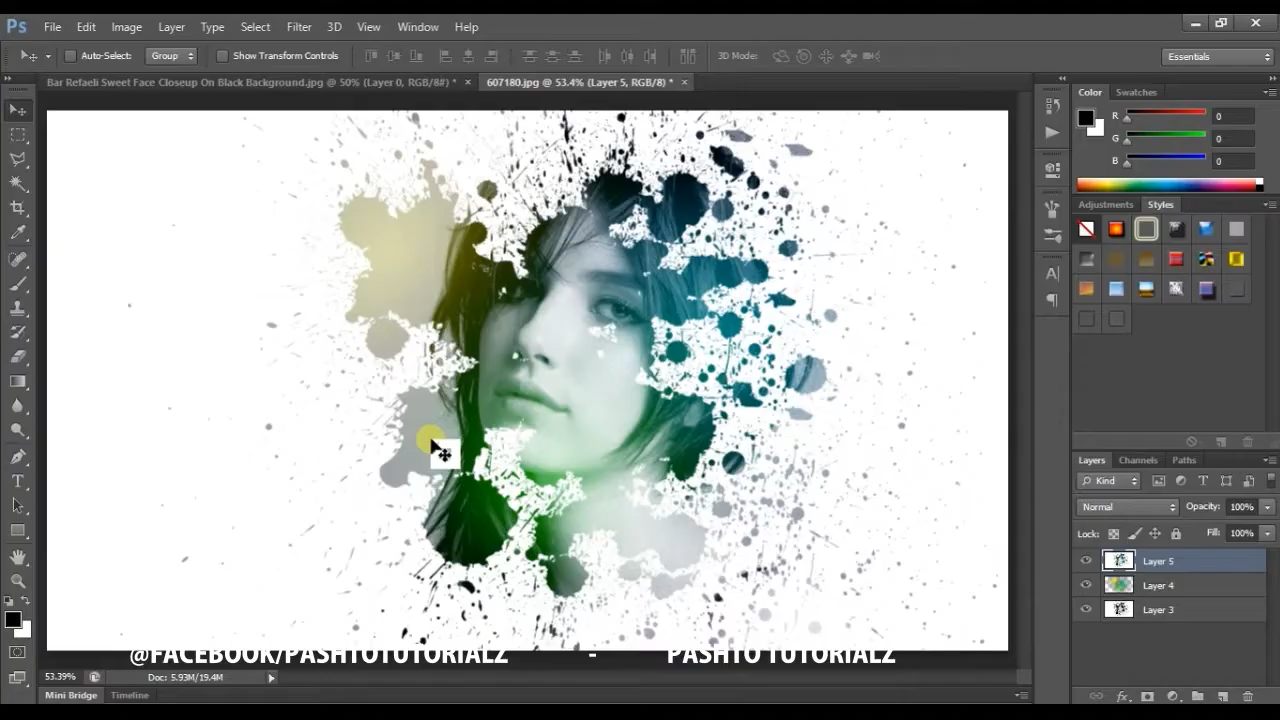 Ps File Edit Image Layer Type Select Filter 3D View Window Help
Auto-Select: Group Show Transform Controls 3D Mode: Essentials
Bar Refaeli Sweet Face Closeup On Black Background.jpg @ 50% (Layer 0, RGB/8#) * × 607180.jpg @ 53.4% (Layer 5, RGB/8) * ×
Color Swatches
R 0
G 0
B 0
Adjustments Styles
Layers Channels Paths
Kind
Normal Opacity: 100%
Lock: Fill: 100%
Layer 5
Layer 4
Layer 3
@FACEBOOK/PASHTOTUTORIALZ - PASHTO TUTORIALZ
53.39% Doc: 5.93M/19.4M
Mini Bridge Timeline